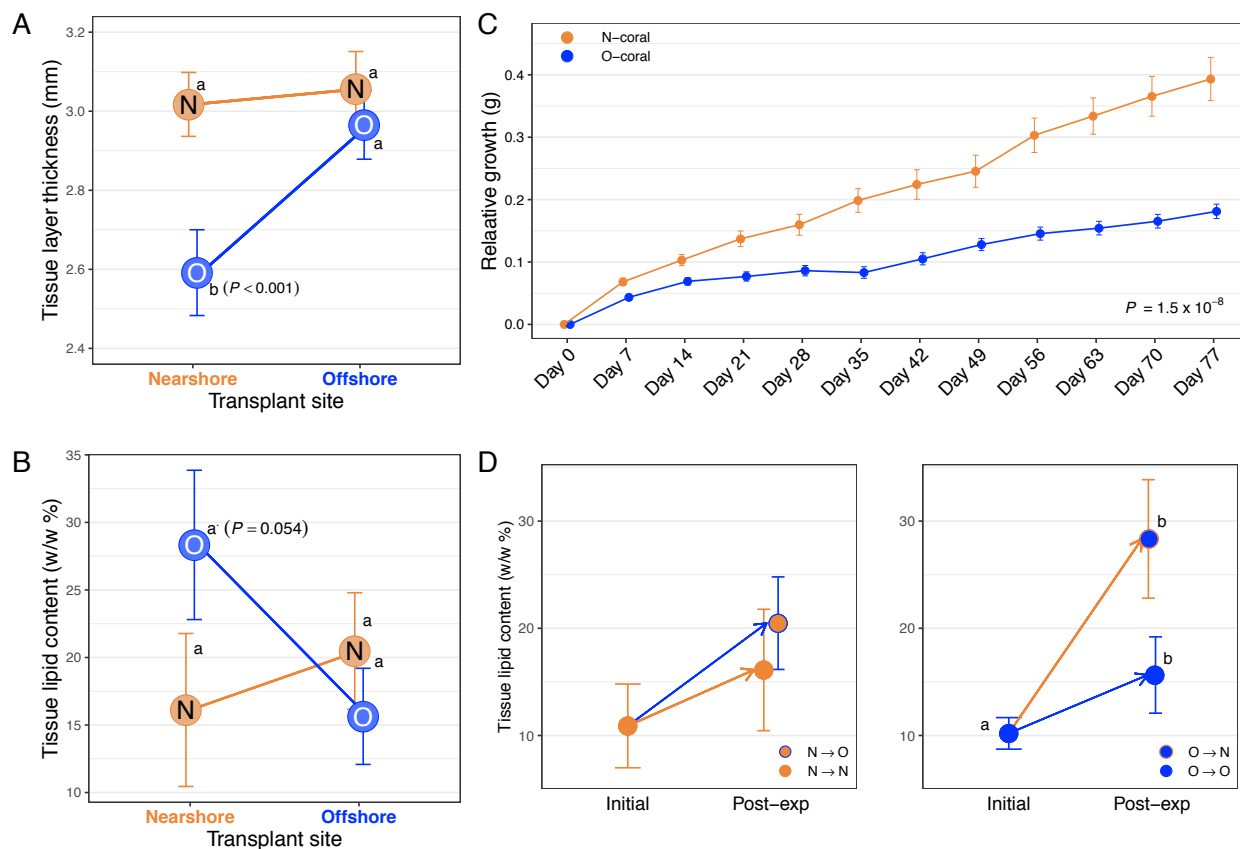 A
3.2
3.0
2.8
2.6
2.4
Tissue layer thickness (mm)
N
a
N
a
O
a
O
b (P < 0.001)
Nearshore
Offshore
Transplant site
C
N−coral
O−coral
0.4
0.3
0.2
0.1
0.0
Relaative growth (g)
P = 1.5 x 10⁻⁸
Day 0
Day 7
Day 14
Day 21
Day 28
Day 35
Day 42
Day 49
Day 56
Day 63
Day 70
Day 77
B
35
30
25
20
15
10
Tissue lipid content (w/w %)
O
a· (P = 0.054)
a
N
a
N
a
O
Nearshore
Offshore
Transplant site
D
30
20
10
Tissue lipid content (w/w %)
N → O
N → N
Initial
Post−exp
30
20
10
b
b
a
O → N
O → O
Initial
Post−exp